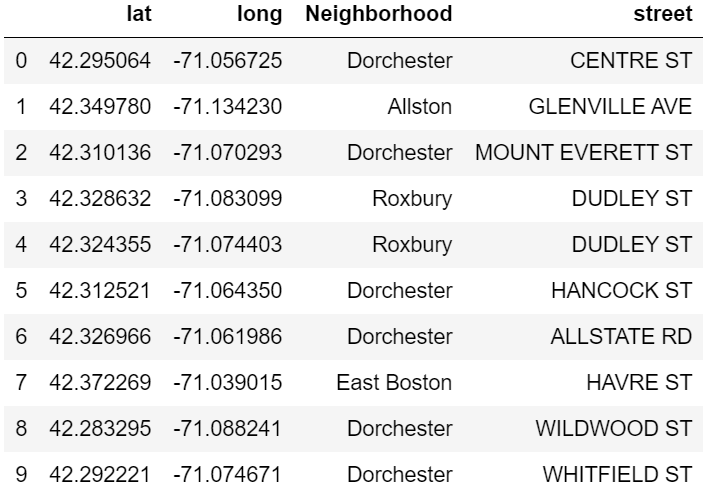 lat long Neighborhood street
0 42.295064 -71.056725 Dorchester CENTRE ST
1 42.349780 -71.134230 Allston GLENVILLE AVE
2 42.310136 -71.070293 Dorchester MOUNT EVERETT ST
3 42.328632 -71.083099 Roxbury DUDLEY ST
4 42.324355 -71.074403 Roxbury DUDLEY ST
5 42.312521 -71.064350 Dorchester HANCOCK ST
6 42.326966 -71.061986 Dorchester ALLSTATE RD
7 42.372269 -71.039015 East Boston HAVRE ST
8 42.283295 -71.088241 Dorchester WILDWOOD ST
9 42.292221 -71.074671 Dorchester WHITFIELD ST